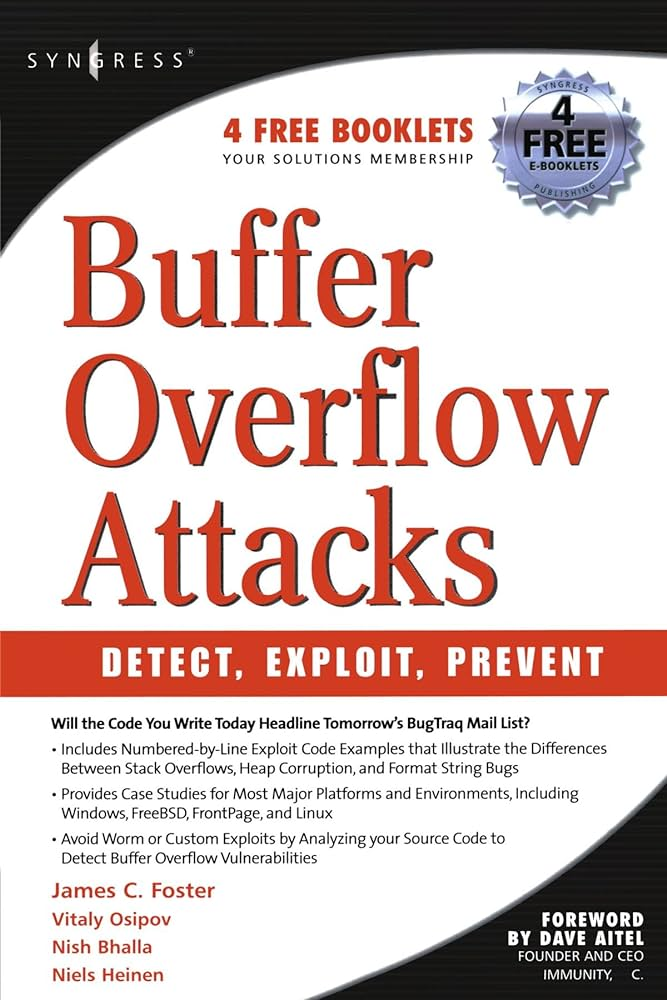 SYNGRESS®
4 FREE BOOKLETS
YOUR SOLUTIONS MEMBERSHIP
SYNGRESS
4
FREE
E-BOOKLETS
PUBLISHING
Buffer
Overflow
Attacks
DETECT, EXPLOIT, PREVENT
Will the Code You Write Today Headline Tomorrow's BugTraq Mail List?
• Includes Numbered-by-Line Exploit Code Examples that Illustrate the Differences
Between Stack Overflows, Heap Corruption, and Format String Bugs
• Provides Case Studies for Most Major Platforms and Environments, Including
Windows, FreeBSD, FrontPage, and Linux
• Avoid Worm or Custom Exploits by Analyzing your Source Code to
Detect Buffer Overflow Vulnerabilities
James C. Foster
Vitaly Osipov
Nish Bhalla
Niels Heinen
FOREWORD
BY DAVE AITEL
FOUNDER AND CEO
IMMUNITY, C.